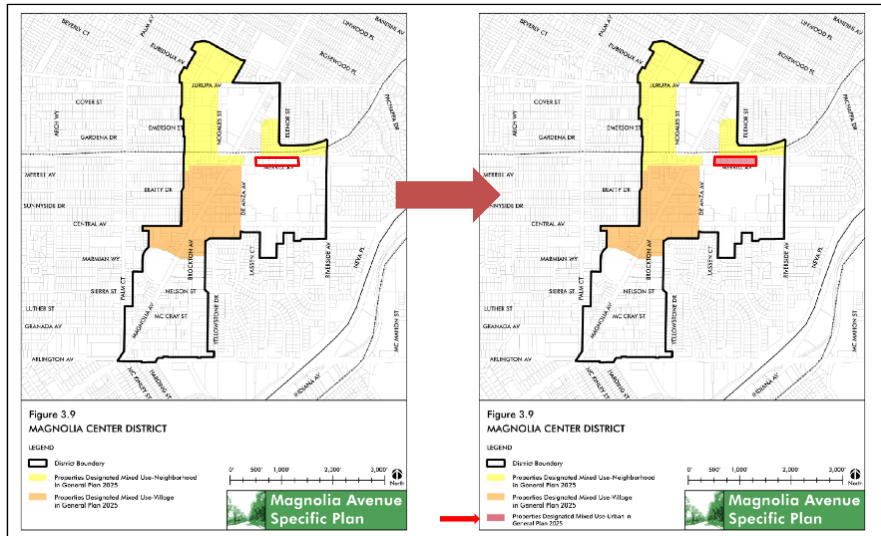 BEVERLY CT
PALM AV
RUBIDOUX AV
LINWOOD PL
BANDINI AV
ROSEWOOD PL
JURUPA AV
COVER ST
ARCH WY
GARDENA DR
EMERSON ST
NOGALES ST
ELENOR ST
PACHAPPA DR
MERRILL AV
MERRILL AV
BEATTY DR
SUNNYSIDE DR
DE ANZA AV
CENTRAL AV
MARMIAN WY
BROCKTON AV
LASSEN CT
RIVERSIDE AV
NEVA PL
SIERRA ST
PALM CT
NELSON ST
LUTHER ST
MAGNOLIA AV
MC CRAY ST
YELLOWSTONE DR
GRANADA AV
MC MAHON ST
ARLINGTON AV
MC KINLEY ST
HARDING ST
INDIANA AV
Figure 3.9
MAGNOLIA CENTER DISTRICT
LEGEND
District Boundary
Properties Designated Mixed Use-Neighborhood
in General Plan 2025
Properties Designated Mixed Use-Village
in General Plan 2025
0' 500' 1,000' 2,000' 3,000'
North
Magnolia Avenue
Specific Plan
BEVERLY CT
PALM AV
RUBIDOUX AV
LINWOOD PL
BANDINI AV
ROSEWOOD PL
JURUPA AV
COVER ST
ARCH WY
GARDENA DR
EMERSON ST
NOGALES ST
ELENOR ST
PACHAPPA DR
MERRILL AV
MERRILL AV
BEATTY DR
SUNNYSIDE DR
DE ANZA AV
CENTRAL AV
MARMIAN WY
BROCKTON AV
LASSEN CT
RIVERSIDE AV
NEVA PL
SIERRA ST
PALM CT
NELSON ST
LUTHER ST
MAGNOLIA AV
MC CRAY ST
YELLOWSTONE DR
GRANADA AV
MC MAHON ST
ARLINGTON AV
MC KINLEY ST
HARDING ST
INDIANA AV
Figure 3.9
MAGNOLIA CENTER DISTRICT
LEGEND
District Boundary
Properties Designated Mixed Use-Neighborhood
in General Plan 2025
Properties Designated Mixed Use-Village
in General Plan 2025
Properties Designated Mixed Use-Urban in
General Plan 2025
0' 500' 1,000' 2,000' 3,000'
North
Magnolia Avenue
Specific Plan